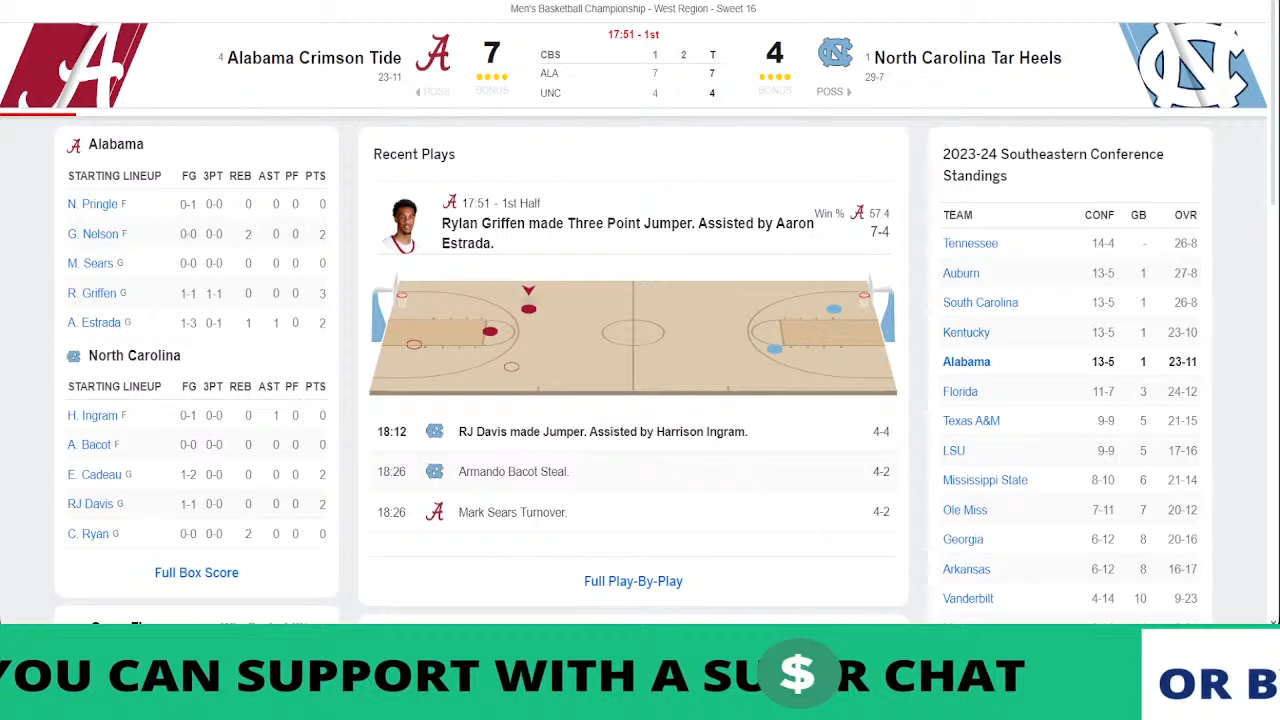 Men's Basketball Championship - West Region - Sweet 16
4 Alabama Crimson Tide
23-11
POSS
7
BONUS
17:51 - 1st
CBS 1 2 T
ALA 7 7
UNC 4 4
4
BONUS
1 North Carolina Tar Heels
29-7
POSS
Alabama
STARTING LINEUP FG 3PT REB AST PF PTS
N. Pringle F 0-1 0-0 0 0 0 0
G. Nelson F 0-0 0-0 2 0 0 2
M. Sears G 0-0 0-0 0 0 0 0
R. Griffen G 1-1 1-1 0 0 0 3
A. Estrada G 1-3 0-1 1 1 0 2
North Carolina
STARTING LINEUP FG 3PT REB AST PF PTS
H. Ingram F 0-1 0-0 0 1 0 0
A. Bacot F 0-0 0-0 0 0 0 0
E. Cadeau G 1-2 0-0 0 0 0 2
RJ Davis G 1-1 0-0 0 0 0 2
C. Ryan G 0-0 0-0 2 0 0 0
Full Box Score
Recent Plays
17:51 - 1st Half
Rylan Griffen made Three Point Jumper. Assisted by Aaron
Estrada.
Win % 57.4
7-4
18:12 RJ Davis made Jumper. Assisted by Harrison Ingram. 4-4
18:26 Armando Bacot Steal. 4-2
18:26 Mark Sears Turnover. 4-2
Full Play-By-Play
2023-24 Southeastern Conference
Standings
TEAM CONF GB OVR
Tennessee 14-4 - 26-8
Auburn 13-5 1 27-8
South Carolina 13-5 1 26-8
Kentucky 13-5 1 23-10
Alabama 13-5 1 23-11
Florida 11-7 3 24-12
Texas A&M 9-9 5 21-15
LSU 9-9 5 17-16
Mississippi State 8-10 6 21-14
Ole Miss 7-11 7 20-12
Georgia 6-12 8 20-16
Arkansas 6-12 8 16-17
Vanderbilt 4-14 10 9-23
YOU CAN SUPPORT WITH A SU$R CHAT
OR B